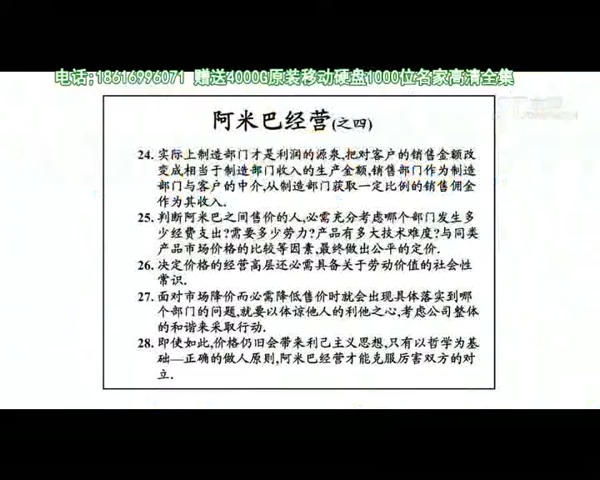 电话;18616996071 赠送4000G原装移动硬盘1000位名家高清全集
阿米巴经营(之四)
24. 实际上制造部门才是利润的源泉,把对客户的销售金额改
变成相当于制造部门收入的生产金额,销售部门作为制造
部门与客户的中介,从制造部门获取一定比例的销售佣金
作为其收入.
25. 判断阿米巴之间售价的人,必需充分考虑哪个部门发生多
少经费支出?需要多少劳力?产品有多大技术难度?与同类
产品市场价格的比较等因素,最终做出公平的定价.
26. 决定价格的经营高层还必需具备关于劳动价值的社会性
常识.
27. 面对市场降价而必需降低售价时就会出现具体落实到哪
个部门的问题,就要以体谅他人的利他之心,考虑公司整体
的和谐来采取行动.
28. 即使如此,价格仍旧会带来利己主义思想,只有以哲学为基
础—正确的做人原则,阿米巴经营才能克服厉害双方的对
立.